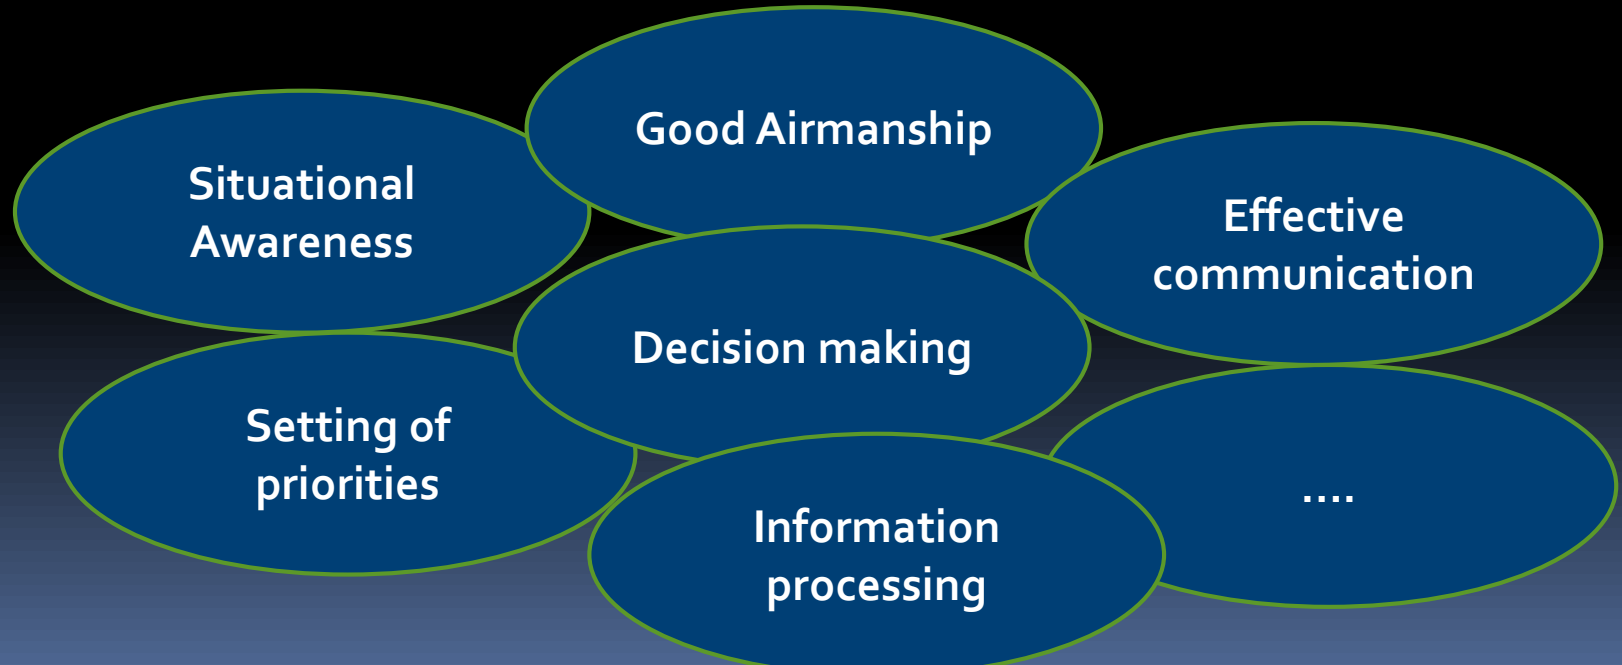 Good Airmanship
Situational
Awareness
Effective
communication
Decision making
Setting of
priorities
....
Information
processing